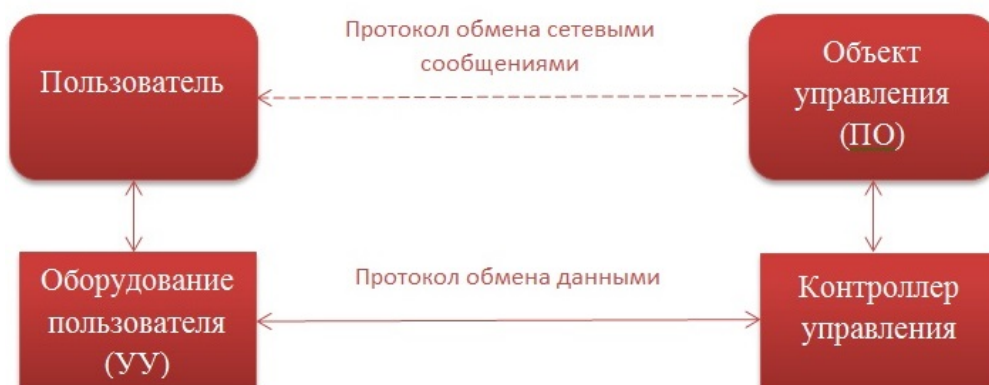 Пользователь
Протокол обмена сетевыми
сообщениями
Объект
управления
(ПО)
Оборудование
пользователя
(УУ)
Протокол обмена данными
Контроллер
управления